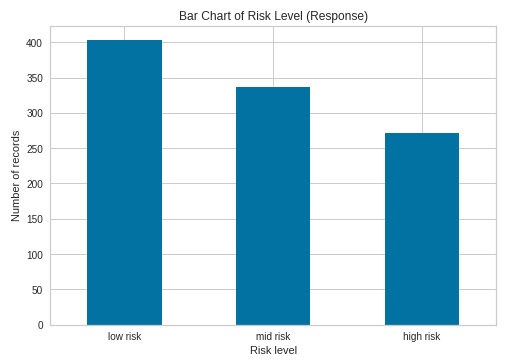 Bar Chart of Risk Level (Response)
Number of records
400
350
300
250
200
150
100
50
0
low risk
mid risk
high risk
Risk level